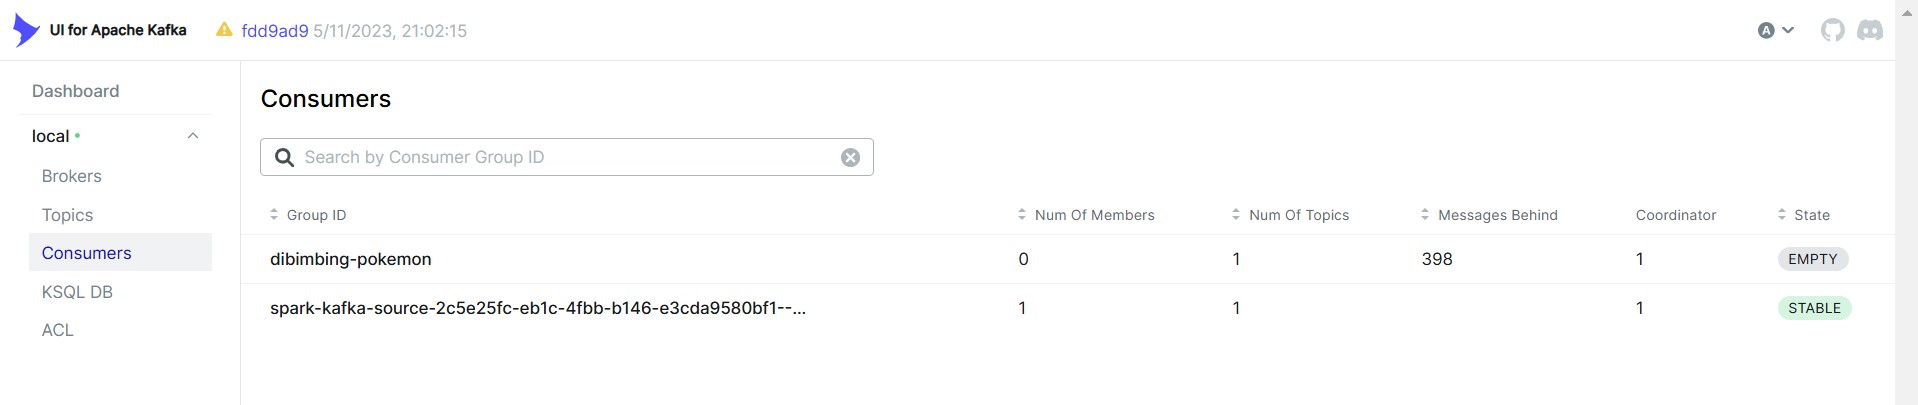 UI for Apache Kafka fdd9ad9 5/11/2023, 21:02:15 A
Dashboard
local
Brokers
Topics
Consumers
KSQL DB
ACL
Consumers
Search by Consumer Group ID
Group ID Num Of Members Num Of Topics Messages Behind Coordinator State
dibimbing-pokemon 0 1 398 1 EMPTY
spark-kafka-source-2c5e25fc-eb1c-4fbb-b146-e3cda9580bf1--... 1 1 1 STABLE